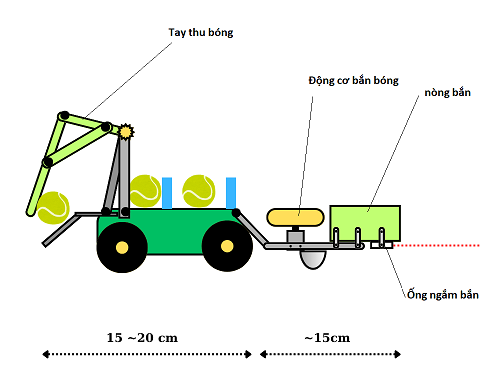 Tay thu bóng
Động cơ bắn bóng
nòng bắn
Ống ngắm bắn
15 ~20 cm
~15cm